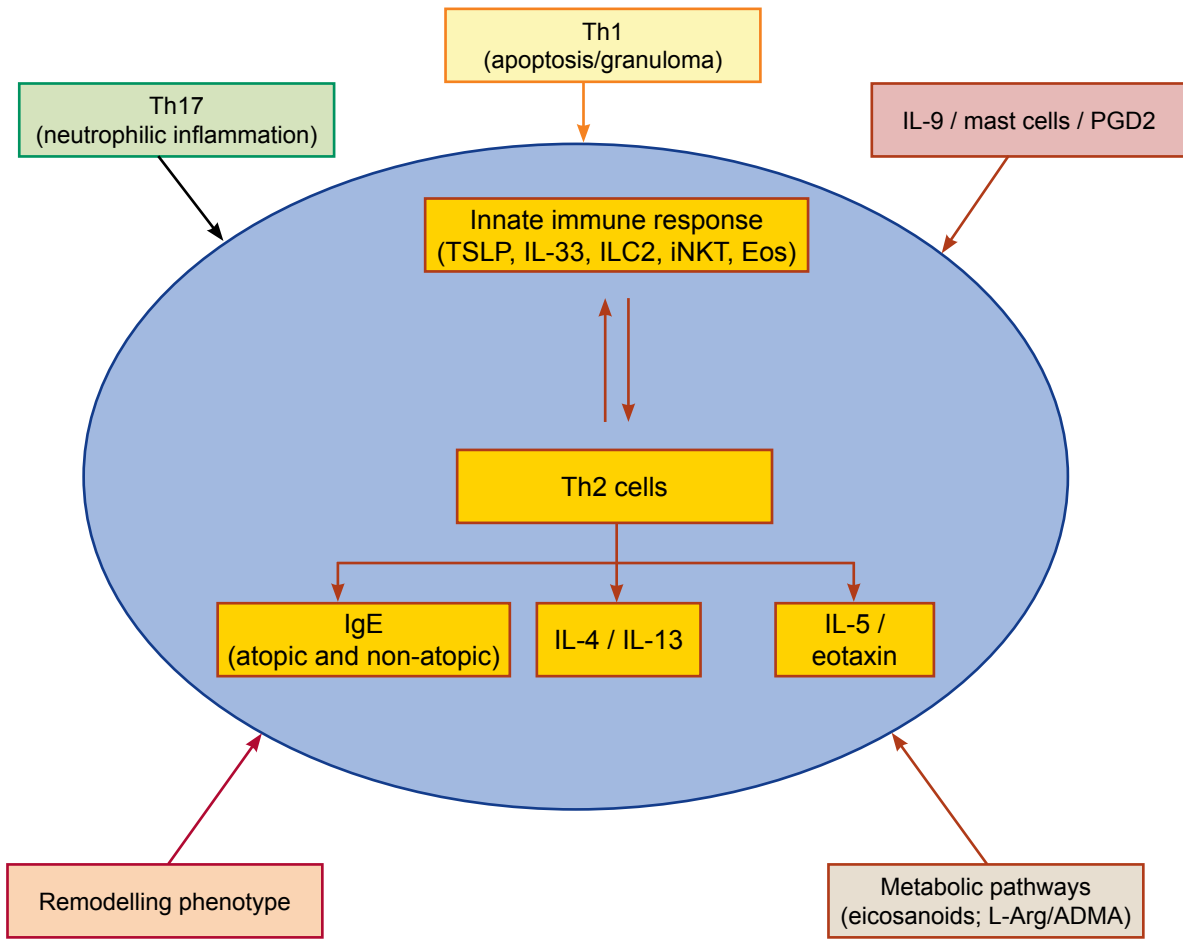 Th1
(apoptosis/granuloma)
Th17
(neutrophilic inflammation)
IL-9 / mast cells / PGD2
Innate immune response
(TSLP, IL-33, ILC2, iNKT, Eos)
Th2 cells
IgE
(atopic and non-atopic)
IL-4 / IL-13
IL-5 /
eotaxin
Remodelling phenotype
Metabolic pathways
(eicosanoids; L-Arg/ADMA)